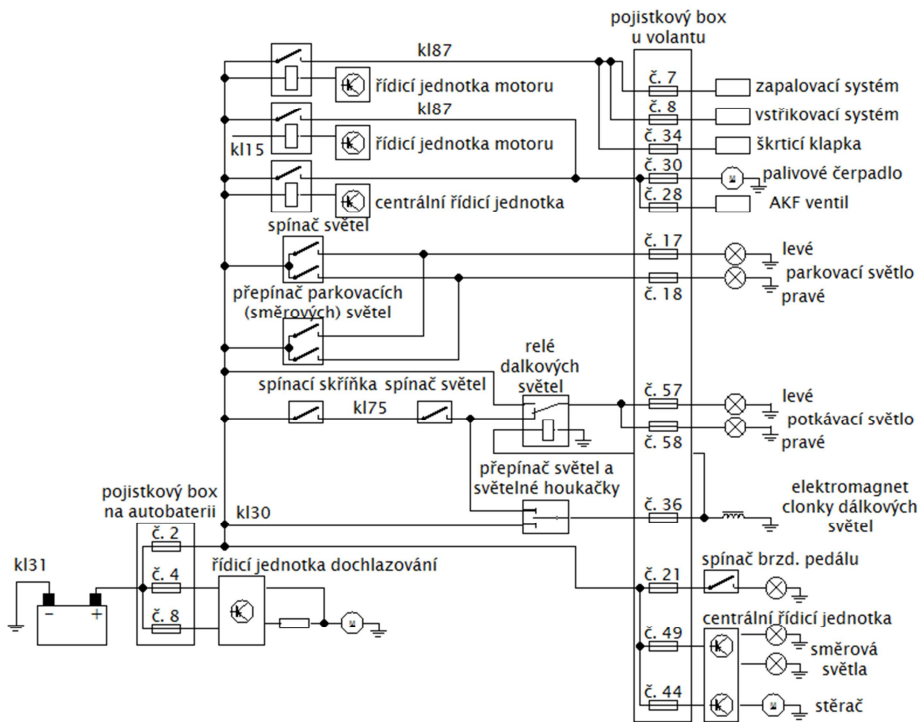 pojistkový box
u volantu
kl87
č. 7
řídicí jednotka motoru
zapalovací systém
kl87
č. 8
vstřikovací systém
kl15
č. 34
řídicí jednotka motoru
škrticí klapka
č. 30
palivové čerpadlo
M
č. 28
centrální řídicí jednotka
AKF ventil
spínač světel
č. 17
levé
parkovací světlo
přepínač parkovacích
(směrových) světel
č. 18
pravé
relé
dalkových
světel
spínací skříňka
spínač světel
kl75
č. 57
levé
potkávací světlo
č. 58
pravé
přepínač světel a
světelné houkačky
pojistkový box
na autobaterii
kl30
č. 36
elektromagnet
clonky dálkových
světel
č. 2
kl31
řídicí jednotka dochlazování
č. 4
č. 21
spínač brzd. pedálu
- +
č. 8
M
centrální řídicí jednotka
č. 49
směrová
světla
č. 44
M
stěrač